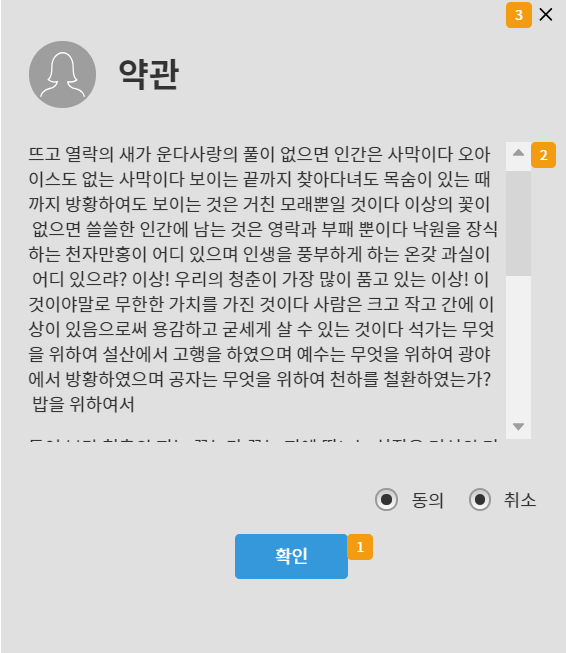 3
약관
뜨고 열락의 새가 운다사랑의 풀이 없으면 인간은 사막이다 오아
2
이스도 없는 사막이다 보이는 끝까지 찾아다녀도 목숨이 있는 때
까지 방황하여도 보이는 것은 거친 모래뿐일 것이다 이상의 꽃이
없으면 쓸쓸한 인간에 남는 것은 영락과 부패 뿐이다 낙원을 장식
하는 천자만홍이 어디 있으며 인생을 풍부하게 하는 온갖 과실이
어디 있으랴? 이상! 우리의 청춘이 가장 많이 품고 있는 이상! 이
것이야말로 무한한 가치를 가진 것이다 사람은 크고 작고 간에 이
상이 있음으로써 용감하고 굳세게 살 수 있는 것이다 석가는 무엇
을 위하여 설산에서 고행을 하였으며 예수는 무엇을 위하여 광야
에서 방황하였으며 공자는 무엇을 위하여 천하를 철환하였는가?
밥을 위하여서
동의 취소
확인 1